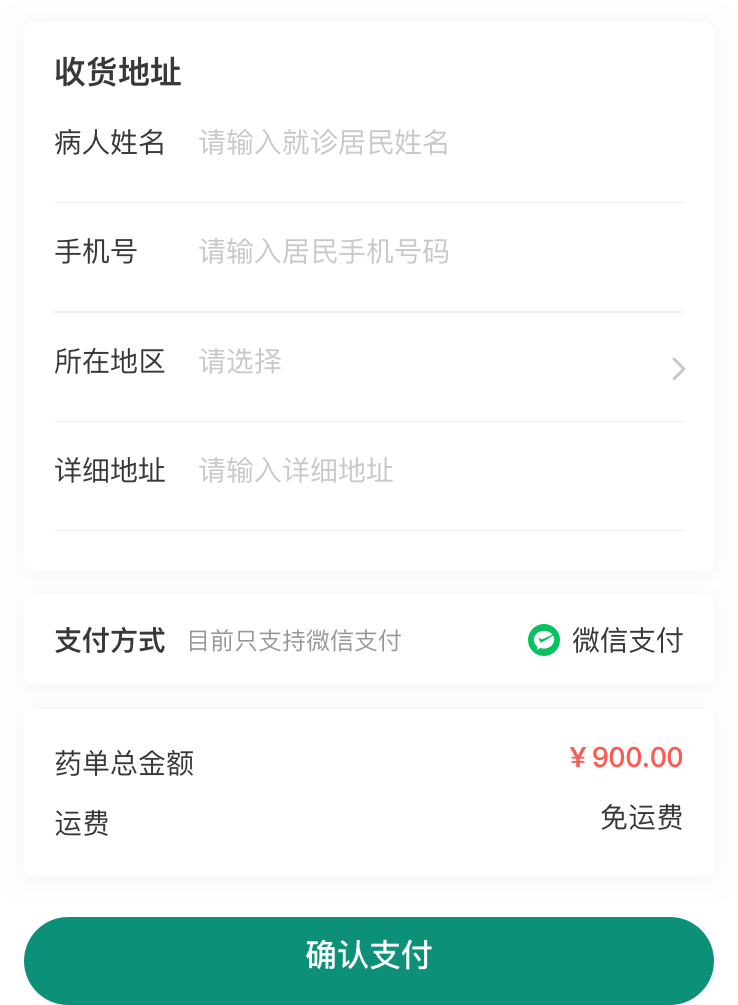 收货地址
病人姓名 请输入就诊居民姓名
手机号 请输入居民手机号码
所在地区 请选择
详细地址 请输入详细地址
支付方式 目前只支持微信支付 微信支付
药单总金额 ¥900.00
运费 免运费
确认支付